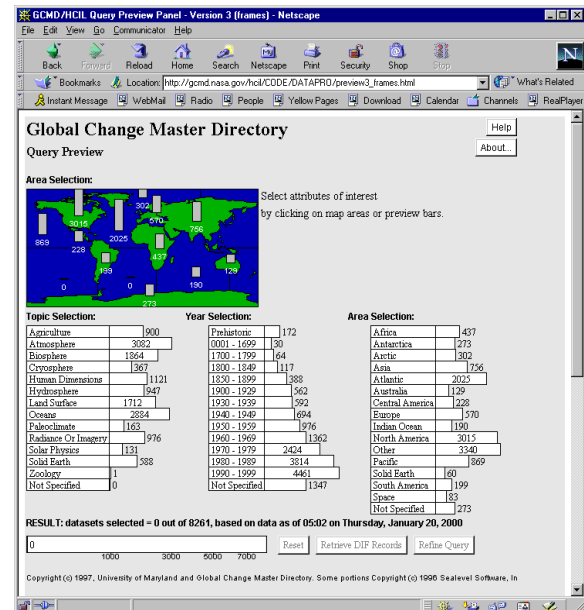 GCMD/HCIL Query Preview Panel - Version 3 (frames) - Netscape
File Edit View Go Communicator Help
Back Forward Reload Home Search Netscape Print Security Shop Stop
Bookmarks Location: http://gcmd.nasa.gov/hcil/CODE/DATAPRO/preview3_frames.html What's Related
Instant Message WebMail Radio People Yellow Pages Download Calendar Channels RealPlayer
Global Change Master Directory
Help
Query Preview
About...
Area Selection:
Select attributes of interest
by clicking on map areas or preview bars.
302
3015 570
869 2025 756
228 437
199 129
0 0 190
273
Topic Selection: Year Selection: Area Selection:
Agriculture 900 Prehistoric 172 Africa 437
Atmosphere 3082 0001 - 1699 30 Antarctica 273
Biosphere 1864 1700 - 1799 64 Arctic 302
Cryosphere 367 1800 - 1849 117 Asia 756
Human Dimensions 1121 1850 - 1899 388 Atlantic 2025
Hydrosphere 947 1900 - 1929 562 Australia 129
Land Surface 1712 1930 - 1939 592 Central America 228
Oceans 2884 1940 - 1949 694 Europe 570
Paleoclimate 163 1950 - 1959 976 Indian Ocean 190
Radiance Or Imagery 976 1960 - 1969 1362 North America 3015
Solar Physics 131 1970 - 1979 2424 Other 3340
Solid Earth 588 1980 - 1989 3814 Pacific 869
Zoology 1 1990 - 1999 4461 Solid Earth 60
Not Specified 0 Not Specified 1347 South America 199
Space 83
Not Specified 273
RESULT: datasets selected = 0 out of 8261, based on data as of 05:02 on Thursday, January 20, 2000
0 Reset Retrieve DIF Records Refine Query
1000 3000 5000 7000
Copyright (c) 1997, University of Maryland and Global Change Master Directory. Some portions Copyright (c) 1996 Sealevel Software, In